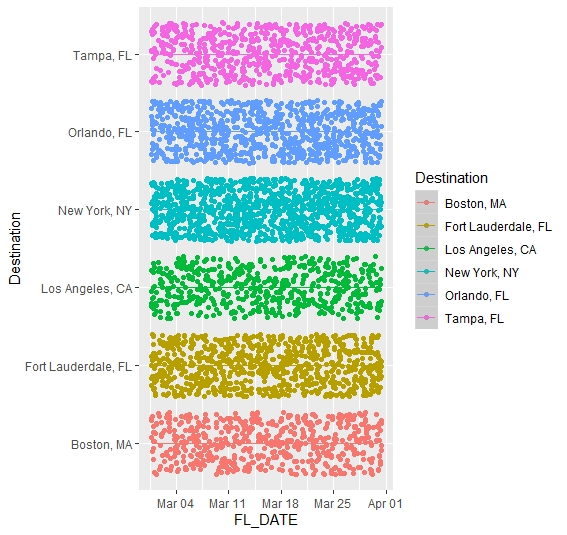 Destination
Tampa, FL
Orlando, FL
New York, NY
Los Angeles, CA
Fort Lauderdale, FL
Boston, MA
Mar 04 Mar 11 Mar 18 Mar 25 Apr 01
FL_DATE
Destination
Boston, MA
Fort Lauderdale, FL
Los Angeles, CA
New York, NY
Orlando, FL
Tampa, FL